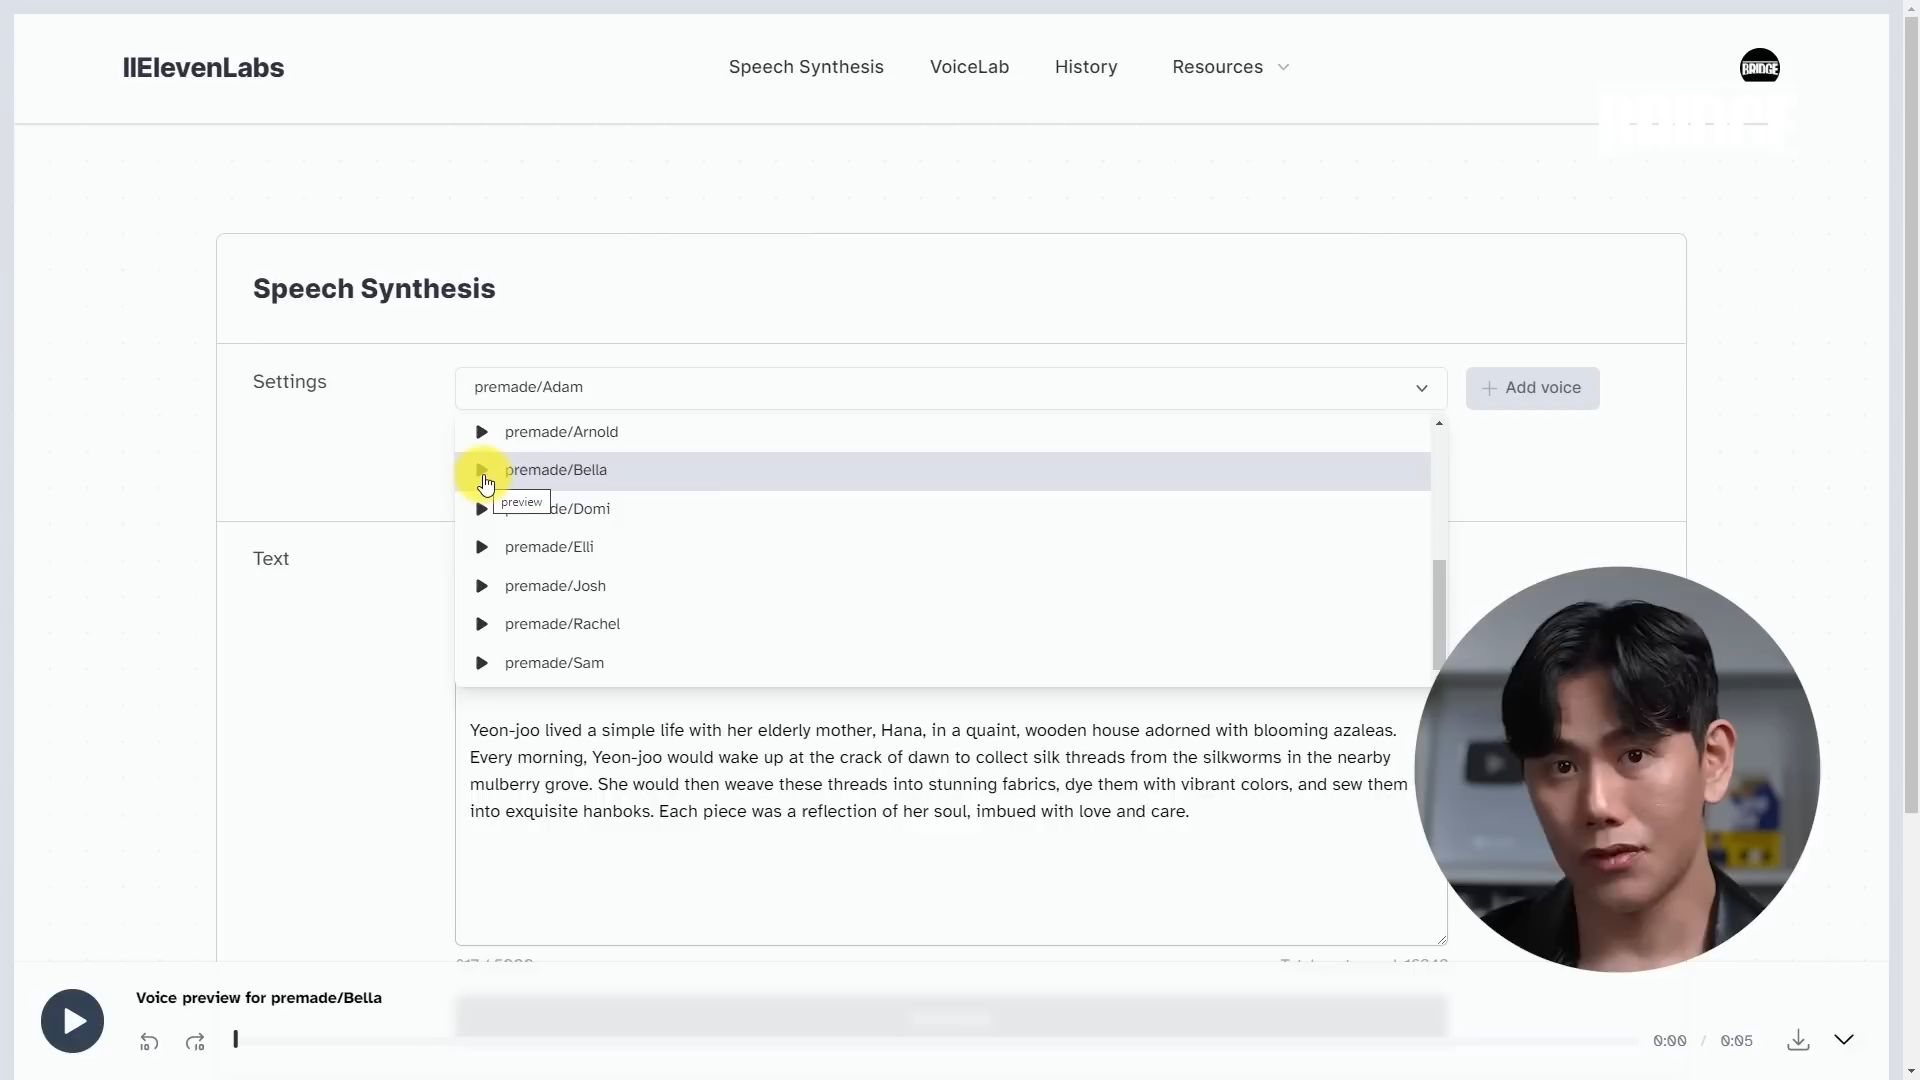 IIElevenLabs
Speech Synthesis
VoiceLab
History
Resources
BRIDGE
Speech Synthesis
Settings
premade/Adam
Add voice
premade/Arnold
premade/Bella
preview
de/Domi
premade/Elli
premade/Josh
premade/Rachel
premade/Sam
Text
Yeon-joo lived a simple life with her elderly mother, Hana, in a quaint, wooden house adorned with blooming azaleas.
Every morning, Yeon-joo would wake up at the crack of dawn to collect silk threads from the silkworms in the nearby
mulberry grove. She would then weave these threads into stunning fabrics, dye them with vibrant colors, and sew them
into exquisite hanboks. Each piece was a reflection of her soul, imbued with love and care.
Voice preview for premade/Bella
10
10
0:00 / 0:05